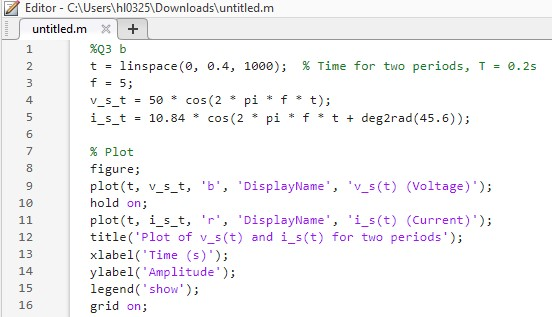 Editor - C:\Users\hl0325\Downloads\untitled.m
untitled.m
1 %Q3 b
2 t = linspace(0, 0.4, 1000);  % Time for two periods, T = 0.2s
3 f = 5;
4 v_s_t = 50 * cos(2 * pi * f * t);
5 i_s_t = 10.84 * cos(2 * pi * f * t + deg2rad(45.6));
6
7 % Plot
8 figure;
9 plot(t, v_s_t, 'b', 'DisplayName', 'v_s(t) (Voltage)');
10 hold on;
11 plot(t, i_s_t, 'r', 'DisplayName', 'i_s(t) (Current)');
12 title('Plot of v_s(t) and i_s(t) for two periods');
13 xlabel('Time (s)');
14 ylabel('Amplitude');
15 legend('show');
16 grid on;